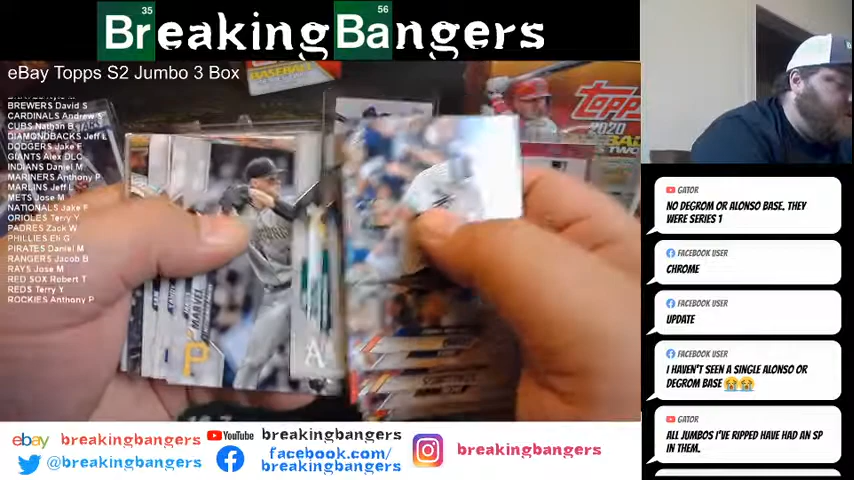 35
56
BreakingBangers
eBay Topps S2 Jumbo 3 Box
BREWERS David S
CARDINALS Andrew S
CUBS Nathan B
DIAMONDBACKS Jeff L
DODGERS Jake F
GIANTS Alex DLC
INDIANS Daniel M
MARINERS Anthony P
MARLINS Jeff L
METS Jose M
NATIONALS Jake F
ORIOLES Terry Y
PADRES Zack W
PHILLIES Eli G
PIRATES Daniel M
RANGERS Jacob B
RAYS Jose M
RED SOX Robert T
REDS Terry Y
ROCKIES Anthony P
BASEBALL
TOPPS
2020
MARVEL
P
A
GATOR
NO DEGROM OR ALONSO BASE. THEY
WERE SERIES 1
FACEBOOK USER
CHROME
FACEBOOK USER
UPDATE
FACEBOOK USER
I HAVEN'T SEEN A SINGLE ALONSO OR
DEGROM BASE 😭😭
GATOR
ALL JUMBOS I'VE RIPPED HAVE HAD AN SP
IN THEM.
ebay breakingbangers
YouTube breakingbangers
@breakingbangers
facebook.com/
breakingbangers
breakingbangers